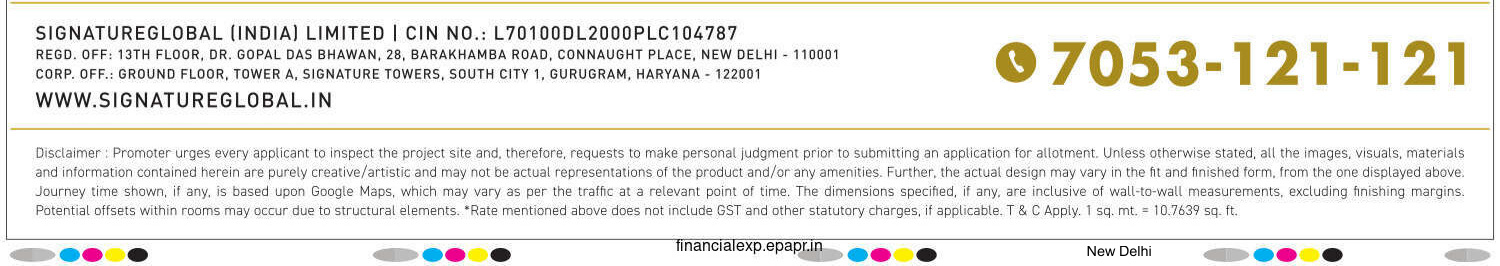 SIGNATUREGLOBAL (INDIA) LIMITED | CIN NO.: L70100DL2000PLC104787
REGD. OFF: 13TH FLOOR, DR. GOPAL DAS BHAWAN, 28, BARAKHAMBA ROAD, CONNAUGHT PLACE, NEW DELHI - 110001
CORP. OFF.: GROUND FLOOR, TOWER A, SIGNATURE TOWERS, SOUTH CITY 1, GURUGRAM, HARYANA - 122001
WWW.SIGNATUREGLOBAL.IN
7053-121-121
Disclaimer : Promoter urges every applicant to inspect the project site and, therefore, requests to make personal judgment prior to submitting an application for allotment. Unless otherwise stated, all the images, visuals, materials
and information contained herein are purely creative/artistic and may not be actual representations of the product and/or any amenities. Further, the actual design may vary in the fit and finished form, from the one displayed above.
Journey time shown, if any, is based upon Google Maps, which may vary as per the traffic at a relevant point of time. The dimensions specified, if any, are inclusive of wall-to-wall measurements, excluding finishing margins.
Potential offsets within rooms may occur due to structural elements. *Rate mentioned above does not include GST and other statutory charges, if applicable. T & C Apply. 1 sq. mt. = 10.7639 sq. ft.
financialexp.epapr.in
New Delhi